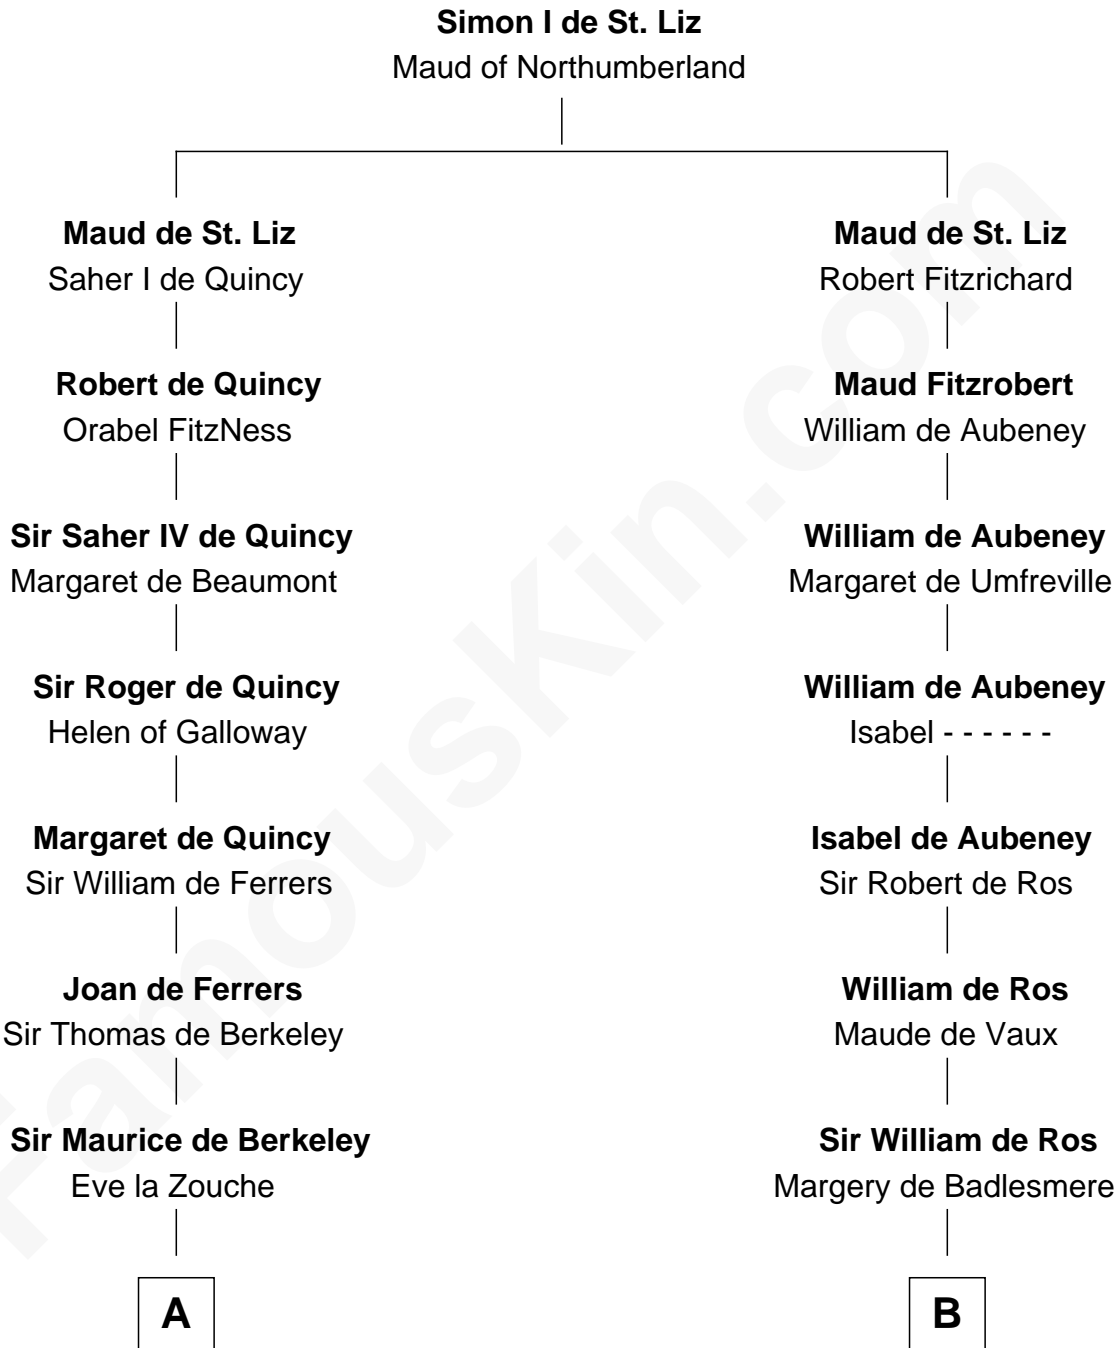 Simon I de St. Liz
Maud of Northumberland
Maud de St. Liz
Saher I de Quincy
Maud de St. Liz
Robert Fitzrichard
Robert de Quincy
Orabel FitzNess
Maud Fitzrobert
William de Aubeney
Sir Saher IV de Quincy
Margaret de Beaumont
William de Aubeney
Margaret de Umfreville
Sir Roger de Quincy
Helen of Galloway
William de Aubeney
Isabel - - - - - -
Margaret de Quincy
Sir William de Ferrers
Isabel de Aubeney
Sir Robert de Ros
Joan de Ferrers
Sir Thomas de Berkeley
William de Ros
Maude de Vaux
Sir Maurice de Berkeley
Eve la Zouche
Sir William de Ros
Margery de Badlesmere
A
B
FamousKin.com